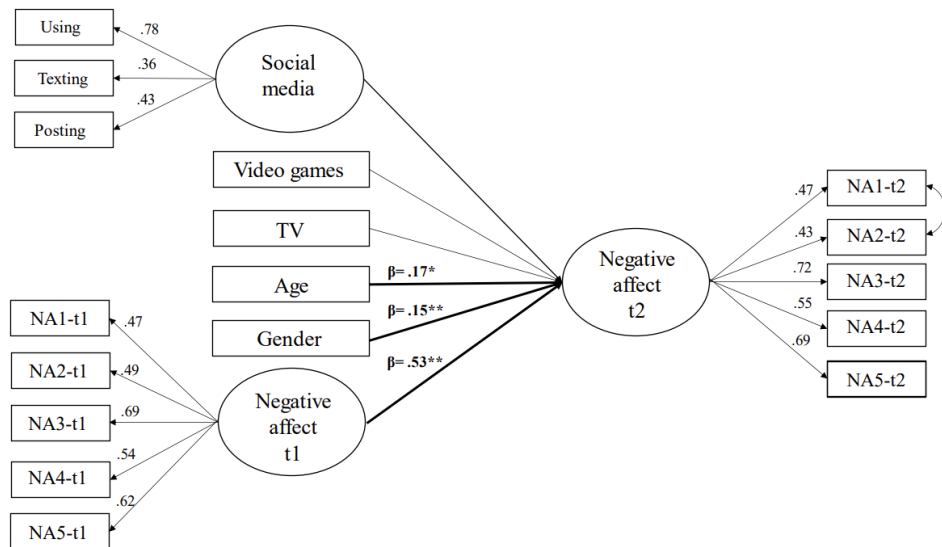 Using
.78
Texting
.36
Posting
.43
Social
media
Video games
TV
Age
β= .17*
Gender
β= .15**
β= .53**
Negative
affect
t1
NA1-t1
.47
NA2-t1
.49
NA3-t1
.69
NA4-t1
.54
NA5-t1
.62
Negative
affect
t2
.47
NA1-t2
.43
NA2-t2
.72
NA3-t2
.55
NA4-t2
.69
NA5-t2